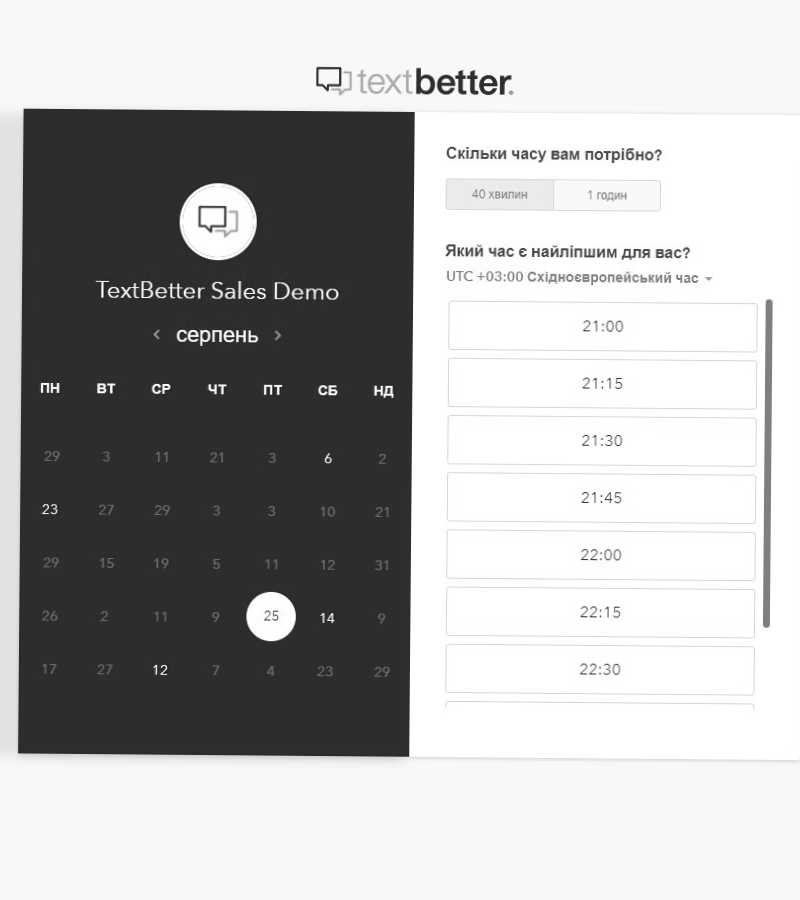 textbetter.
TextBetter Sales Demo
серпень
ПН ВТ СР ЧТ ПТ СБ НД
29 3 11 21 3 6 2
23 27 29 3 3 10 21
29 15 19 5 11 12 31
26 2 11 9 25 14 9
17 27 12 7 4 23 29
Скільки часу вам потрібно?
40 хвилин 1 годин
Який час є найліпшим для вас?
UTC +03:00 Східноєвропейський час
21:00
21:15
21:30
21:45
22:00
22:15
22:30